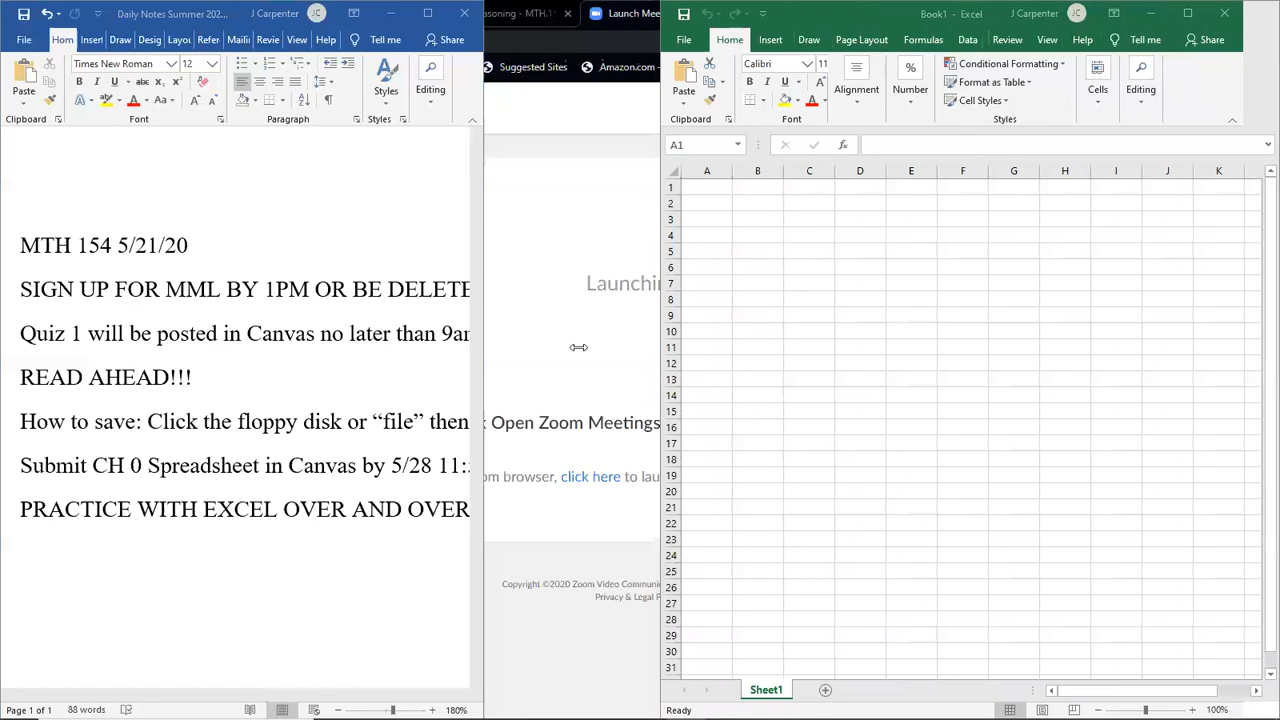 Daily Notes Summer 202... J Carpenter JC
File Hom Insert Draw Desig Layou Refer Mailin Revie View Help Tell me Share
Paste
Times New Roman 12
Styles
Editing
Clipboard Font Paragraph Styles
MTH 154 5/21/20
SIGN UP FOR MML BY 1PM OR BE DELETE
Quiz 1 will be posted in Canvas no later than 9a
READ AHEAD!!!
How to save: Click the floppy disk or “file” then
Submit CH 0 Spreadsheet in Canvas by 5/28 11:
PRACTICE WITH EXCEL OVER AND OVER
Page 1 of 1 88 words 180%
asoning - MTH.15 Launch Mee
Suggested Sites Amazon.com –
Launchi
k Open Zoom Meetings
om browser, click here to lau
Copyright ©2020 Zoom Video Communi
Privacy & Legal P
Book1 - Excel J Carpenter JC
File Home Insert Draw Page Layout Formulas Data Review View Help Tell me Share
Paste
Calibri 11
Alignment
Number
Conditional Formatting
Format as Table
Cell Styles
Cells
Editing
Clipboard Font Styles
A1 fx
A B C D E F G H I J K
1
2
3
4
5
6
7
8
9
10
11
12
13
14
15
16
17
18
19
20
21
22
23
24
25
26
27
28
29
30
31
Sheet1
Ready 100%